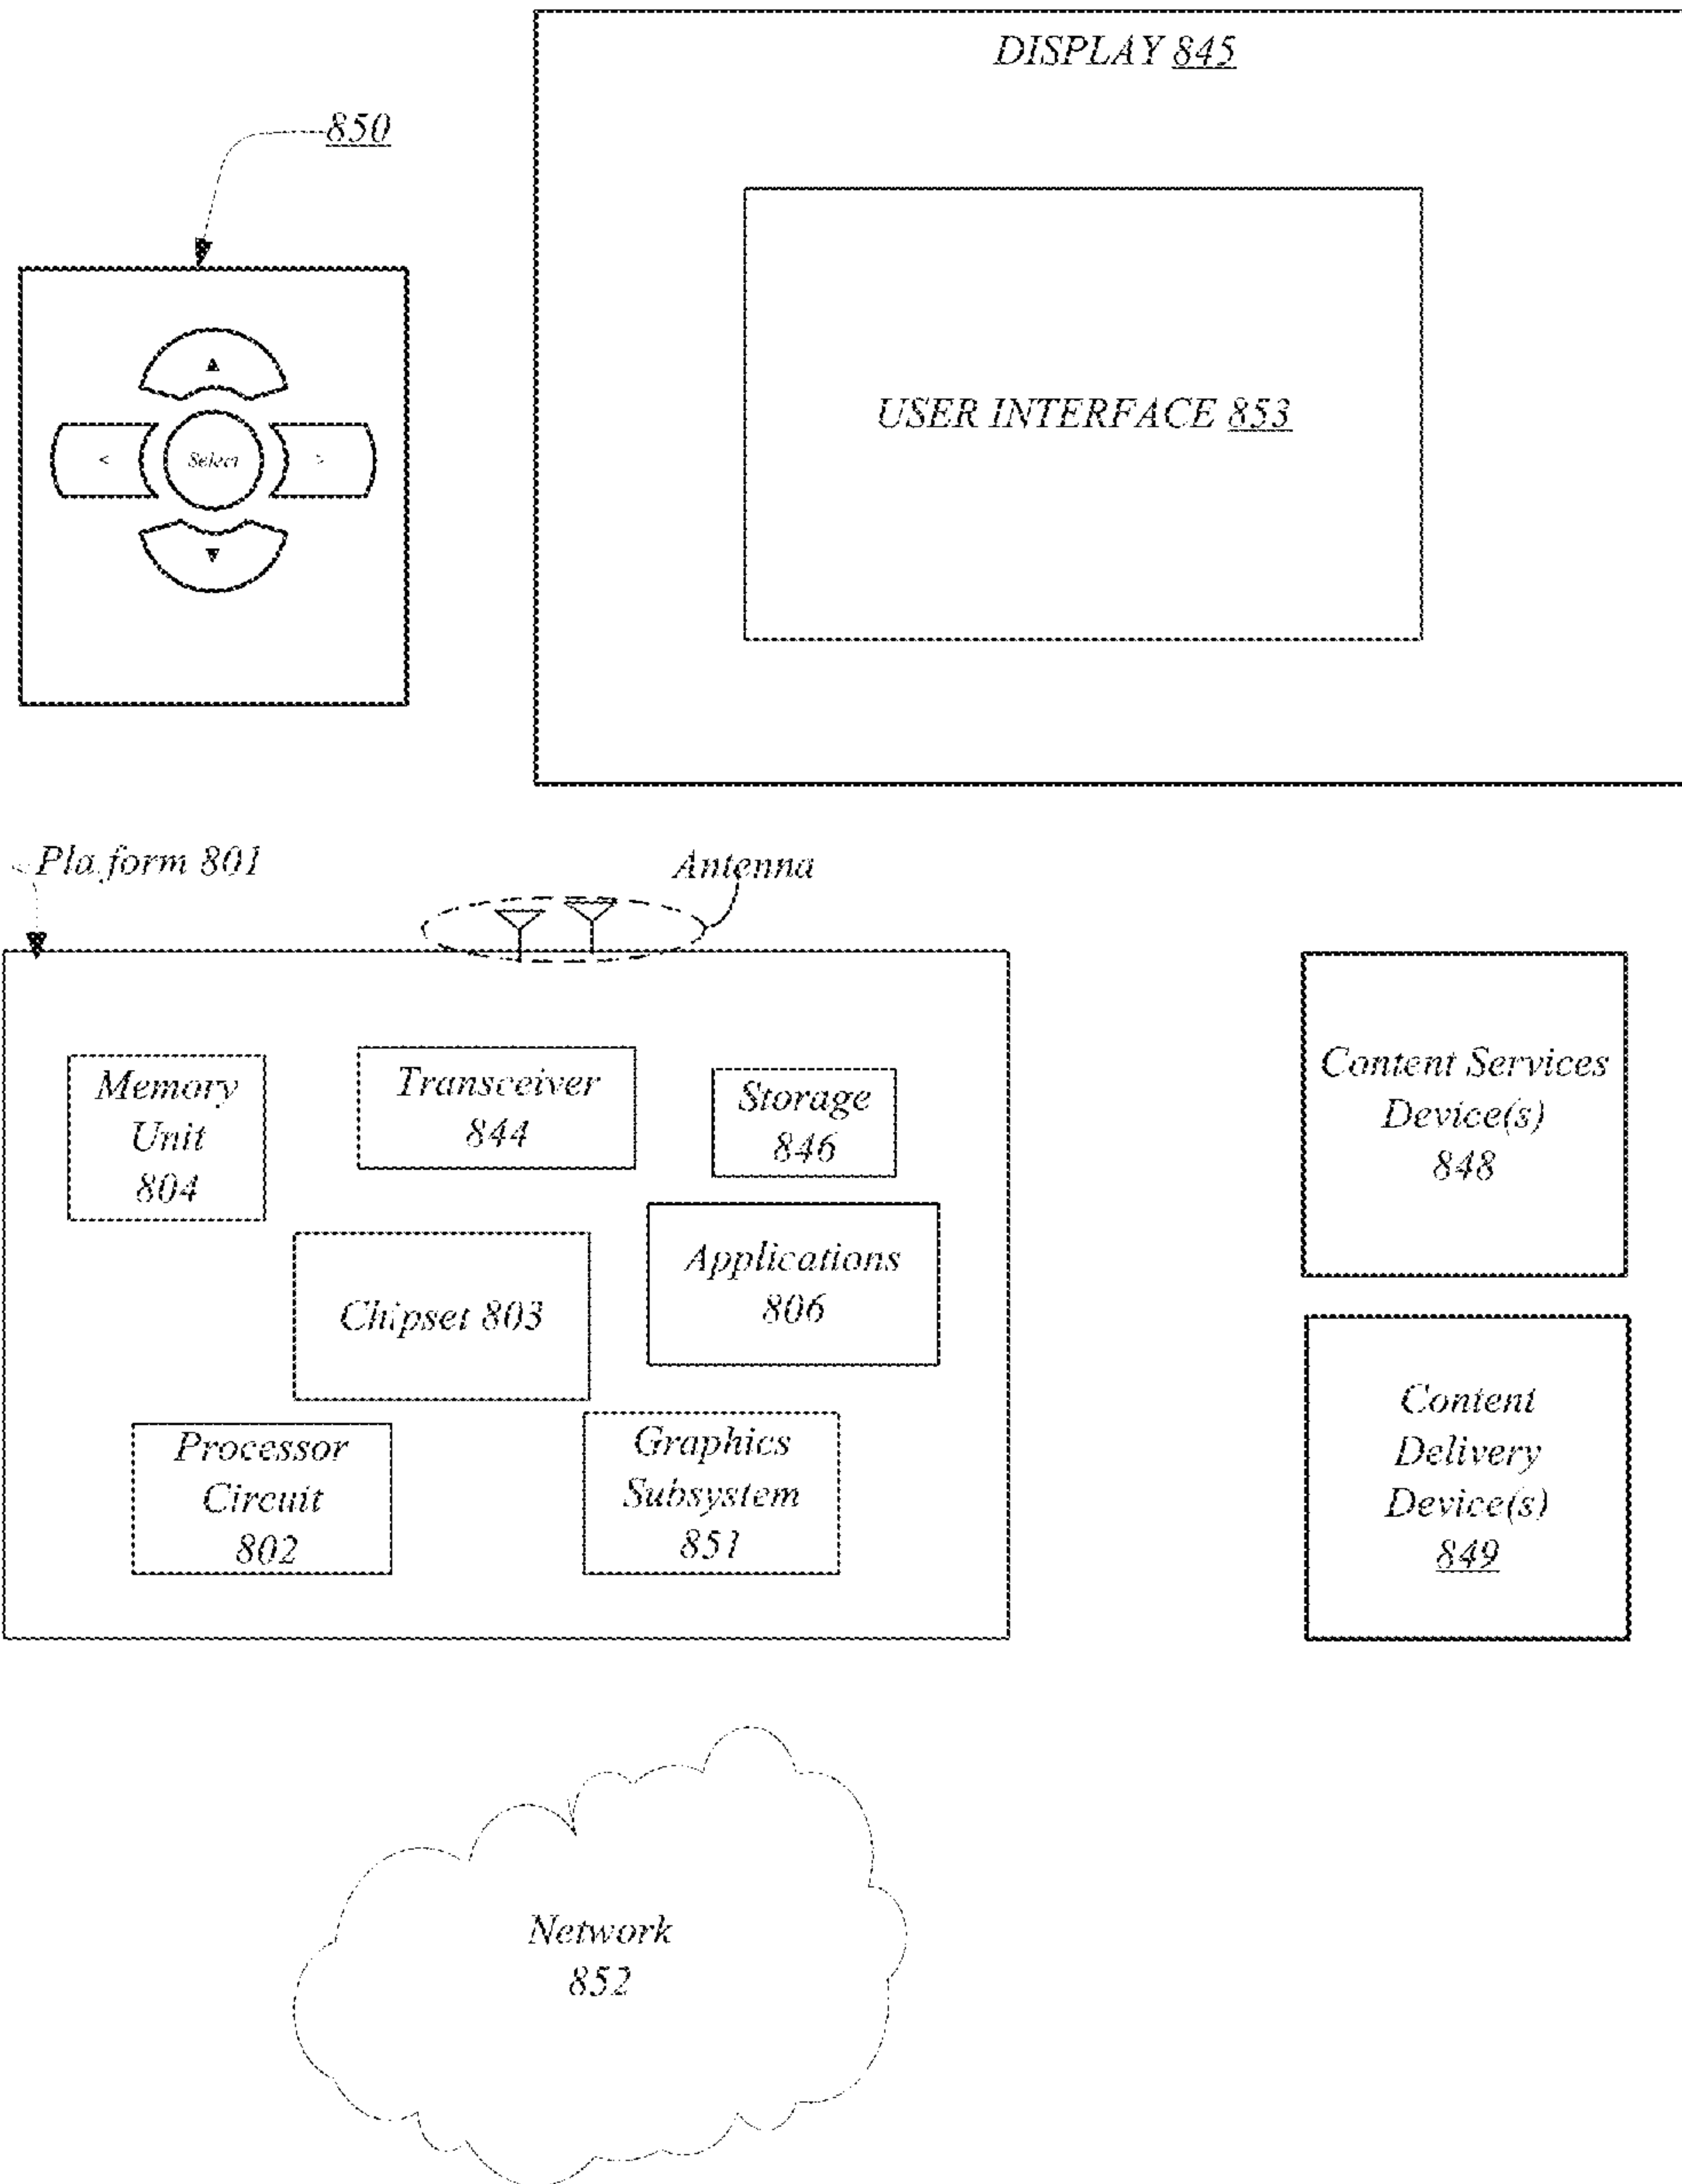 DISPLAY 845
850
USER INTERFACE 853
<
Select
>
Pla.form 801
Antenna
Memory
Unit
804
Transceiver
844
Storage
846
Chipset 803
Applications
806
Processor
Circuit
802
Graphics
Subsystem
851
Content Services
Device(s)
848
Content
Delivery
Device(s)
849
Network
852